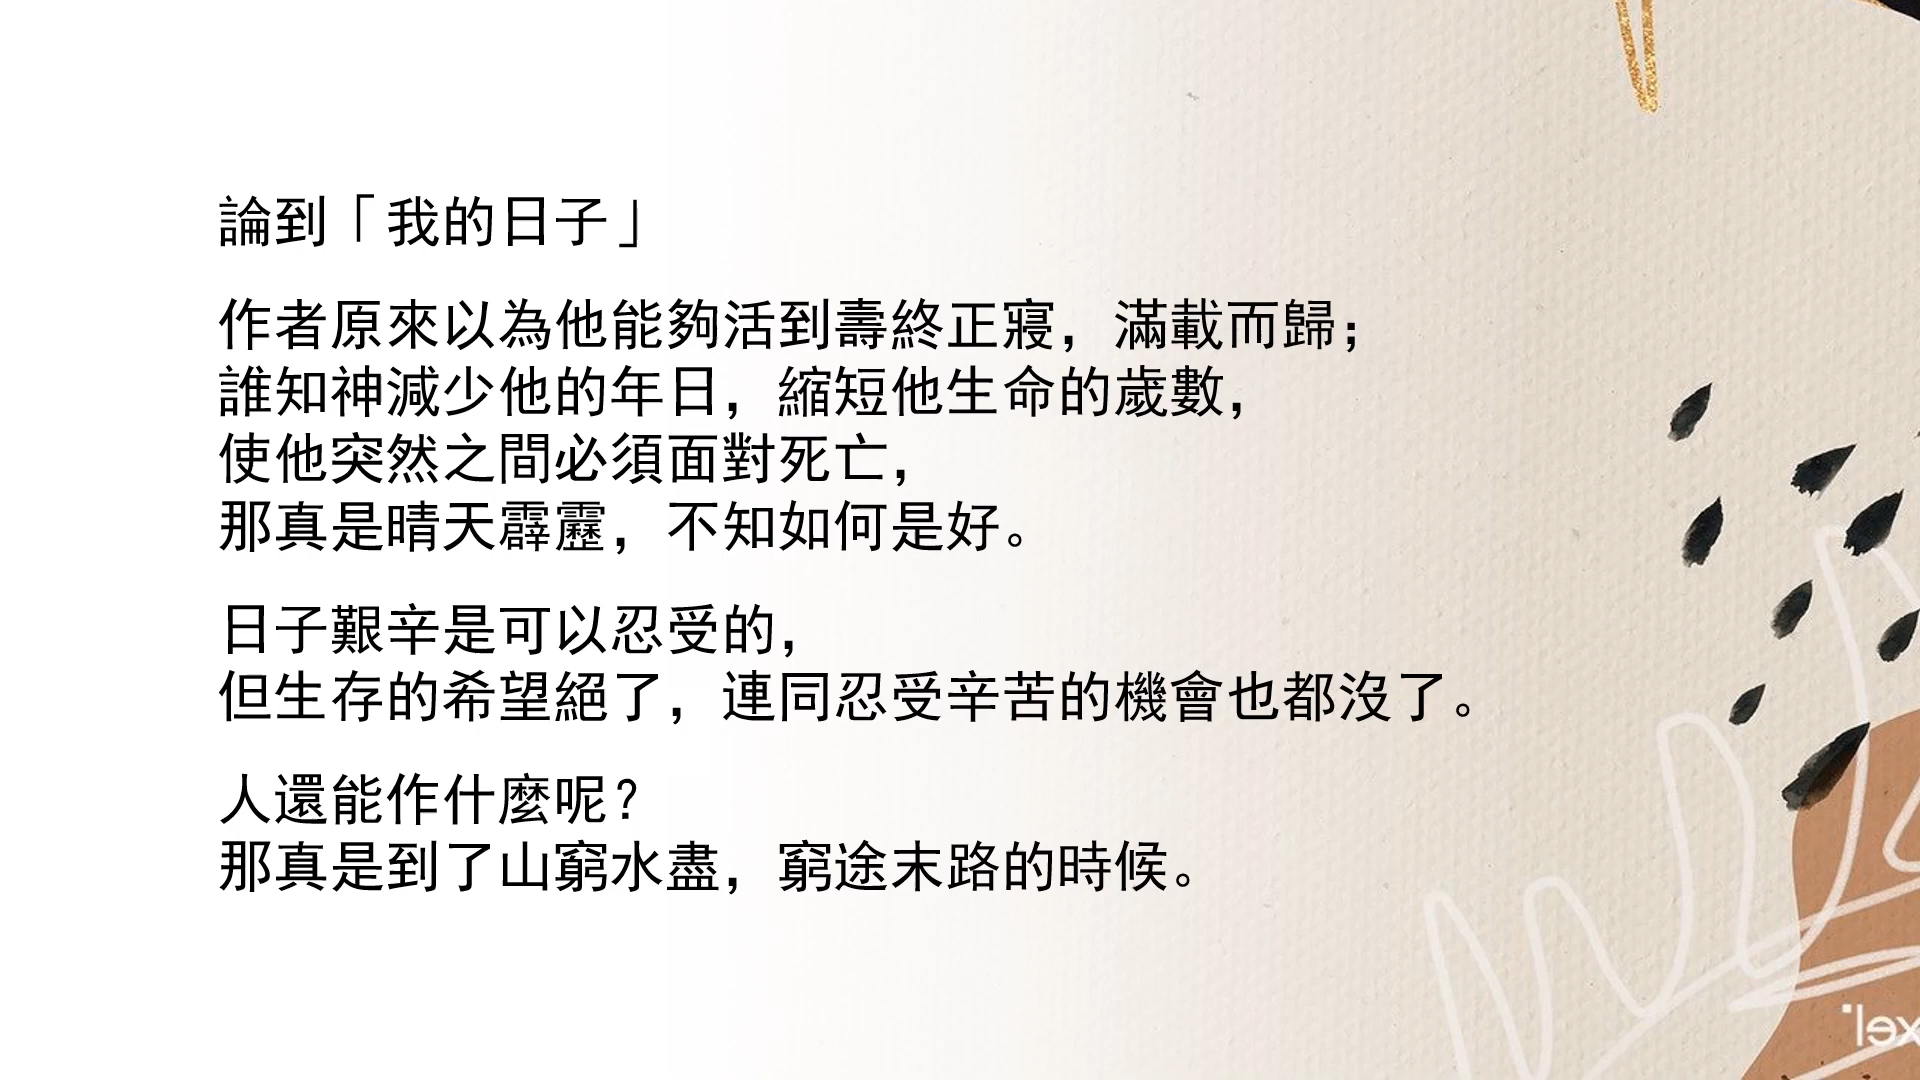 論到「我的日子」
作者原來以為他能夠活到壽終正寢，滿載而歸；
誰知神減少他的年日，縮短他生命的歲數，
使他突然之間必須面對死亡，
那真是晴天霹靂，不知如何是好。
日子艱辛是可以忍受的，
但生存的希望絕了，連同忍受辛苦的機會也都沒了。
人還能作什麼呢？
那真是到了山窮水盡，窮途末路的時候。